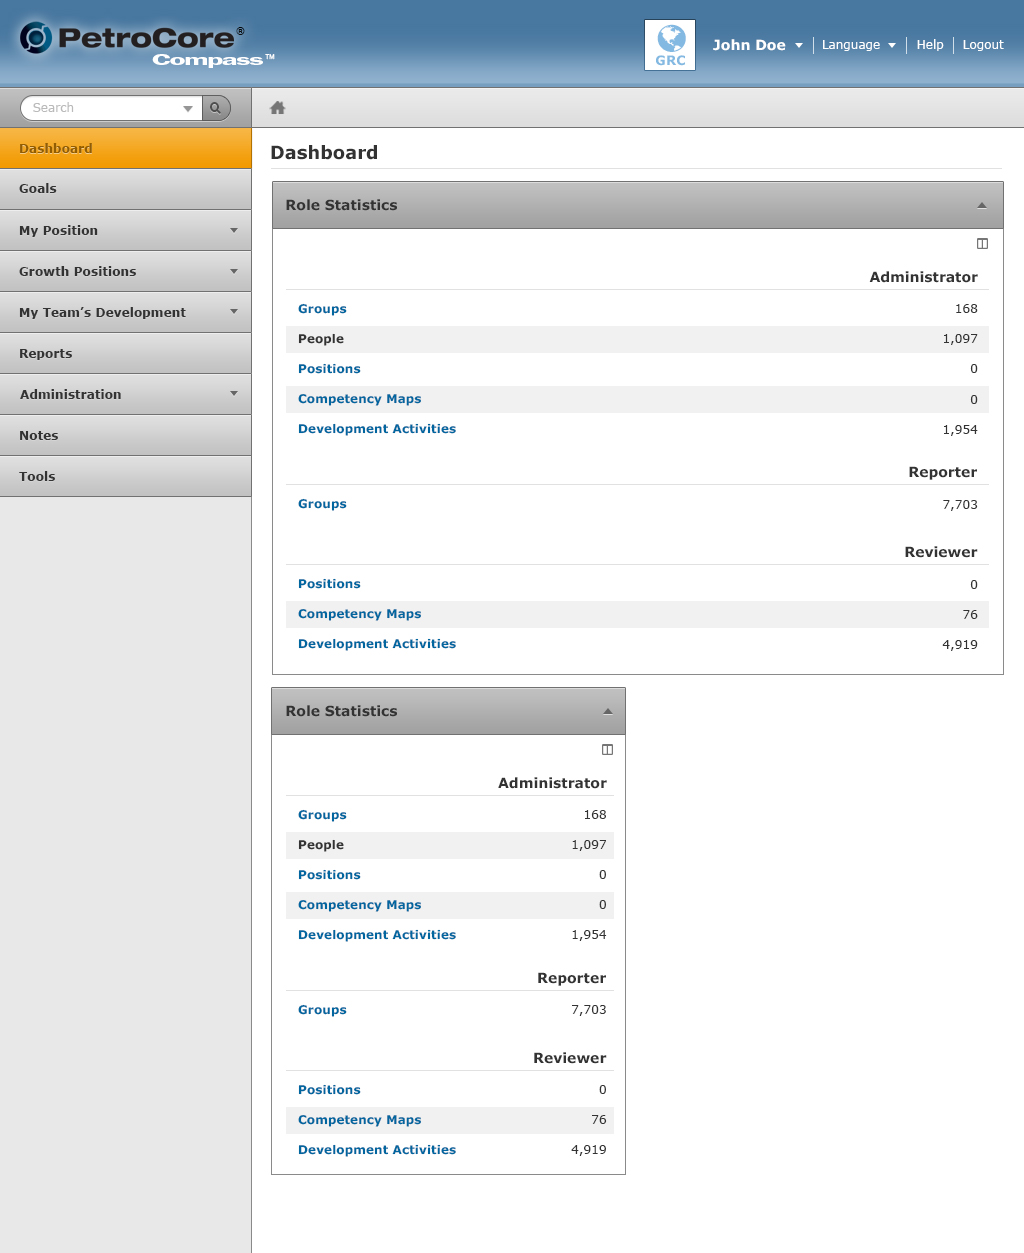 PetroCore®
Compass™
GRC
John Doe
Language
Help
Logout
Search
Dashboard
Goals
My Position
Growth Positions
My Team’s Development
Reports
Administration
Notes
Tools
Dashboard
Role Statistics
Administrator
Groups 168
People 1,097
Positions 0
Competency Maps 0
Development Activities 1,954
Reporter
Groups 7,703
Reviewer
Positions 0
Competency Maps 76
Development Activities 4,919
Role Statistics
Administrator
Groups 168
People 1,097
Positions 0
Competency Maps 0
Development Activities 1,954
Reporter
Groups 7,703
Reviewer
Positions 0
Competency Maps 76
Development Activities 4,919